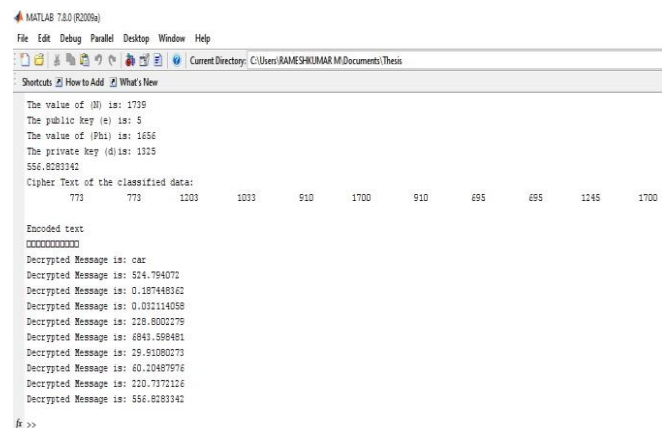 MATLAB 7.8.0 (R2009a)
File Edit Debug Parallel Desktop Window Help
Current Directory: C:\Users\RAMESHKUMAR M\Documents\Thesis
Shortcuts How to Add What's New
The value of (N) is: 1739
The public key (e) is: 5
The value of (Phi) is: 1656
The private key (d)is: 1325
556.8283342
Cipher Text of the classified data:
773 773 1203 1033 910 1700 910 695 695 1245 1700
Encoded text
□□□□□□□□□□□
Decrypted Message is: car
Decrypted Message is: 524.794072
Decrypted Message is: 0.187448362
Decrypted Message is: 0.032114058
Decrypted Message is: 228.8002279
Decrypted Message is: 6843.598481
Decrypted Message is: 29.91080273
Decrypted Message is: 60.20487976
Decrypted Message is: 220.7372126
Decrypted Message is: 556.8283342
fx >>